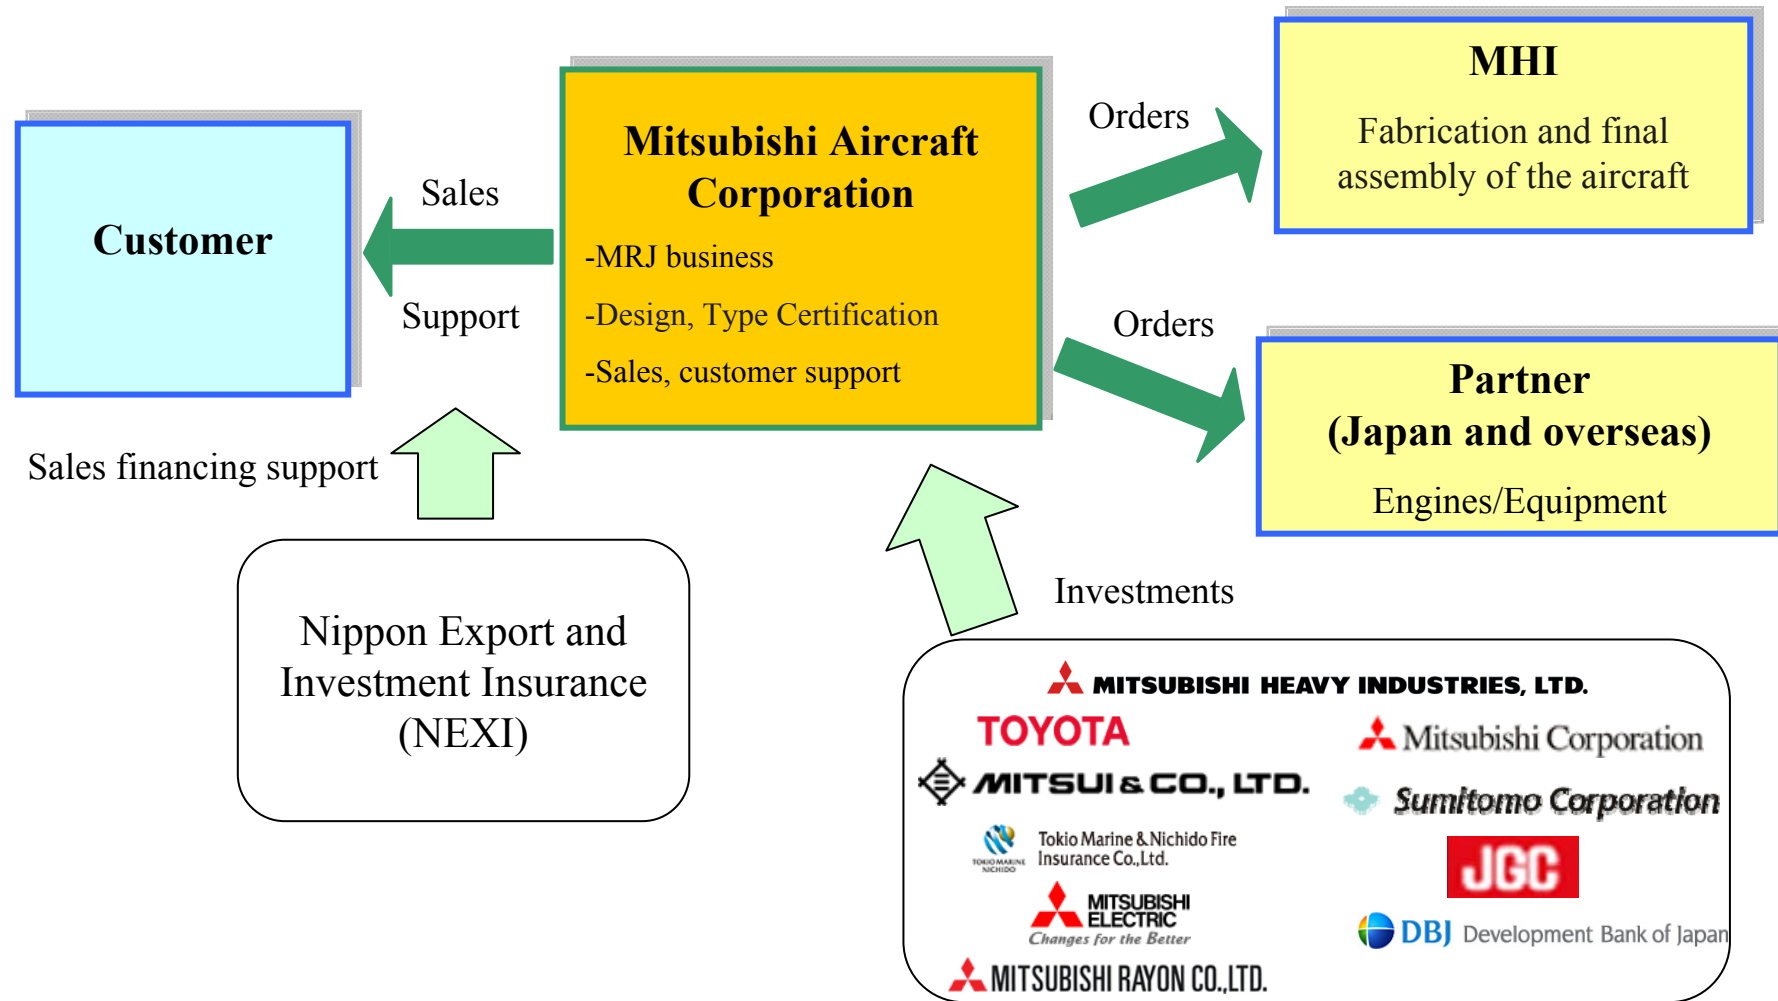 Customer
Sales
Support
Mitsubishi Aircraft
Corporation
-MRJ business
-Design, Type Certification
-Sales, customer support
Orders
MHI
Fabrication and final
assembly of the aircraft
Orders
Partner
(Japan and overseas)
Engines/Equipment
Sales financing support
Nippon Export and
Investment Insurance
(NEXI)
Investments
MITSUBISHI HEAVY INDUSTRIES, LTD.
TOYOTA
Mitsubishi Corporation
MITSUI & CO., LTD.
Sumitomo Corporation
TOKIO MARINE
NICHIDO
Tokio Marine & Nichido Fire
Insurance Co., Ltd.
JGC
MITSUBISHI
ELECTRIC
Changes for the Better
DBJ Development Bank of Japan
MITSUBISHI RAYON CO.,LTD.